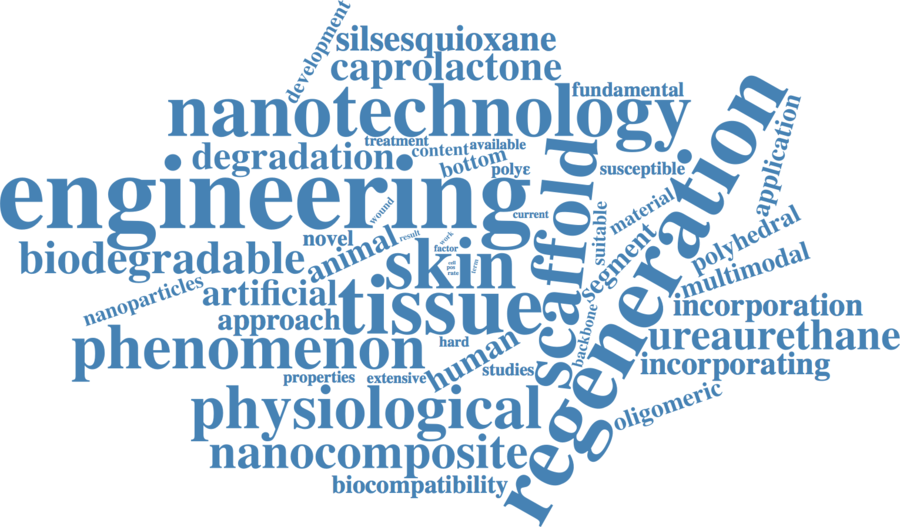 development
silsesquioxane
caprolactone
fundamental
nanotechnology
regeneration
application
treatment
content
available
degradation
bottom
polyε
susceptible
engineering
scaffold
wound
current
suitable
material
novel
animal
result
work
factor
skin
cell
pou
rate
term
segment
polyhedral
multimodal
biodegradable
nanoparticles
artificial
tissue
approach
incorporation
backbone
ureaurethane
phenomenon
hard
human
incorporating
properties
extensive
studies
physiological
oligomeric
nanocomposite
biocompatibility